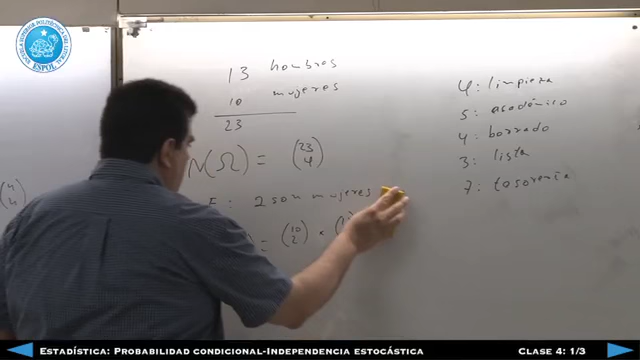 ESPOL
13 hombres
10 mujeres
23
N(Ω) = (23 4)
E: 2 son mujeres
= (10 2) ×
4: limpieza
5: académico
4: borrado
3: lista
7: tesorería
ESTADÍSTICA: PROBABILIDAD CONDICIONAL-INDEPENDENCIA ESTOCÁSTICA
CLASE 4: 1/3